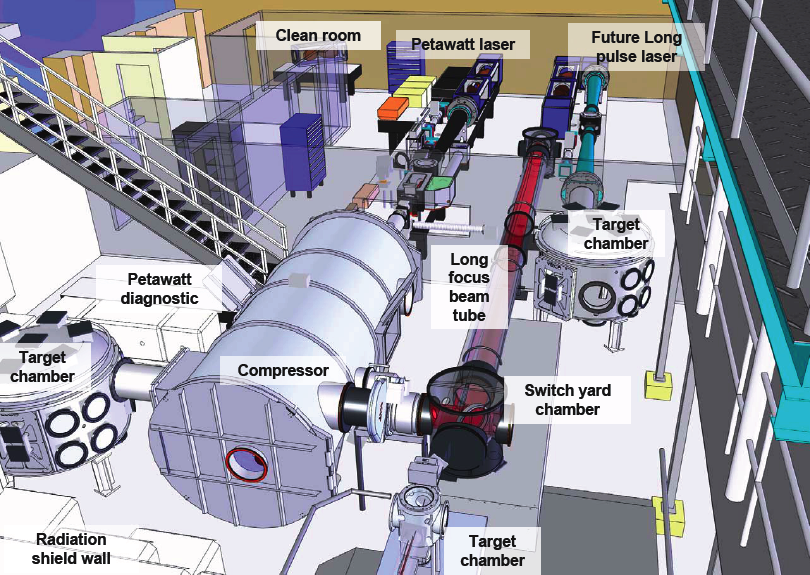 Clean room
Petawatt laser
Future Long
pulse laser
Target
chamber
Long
focus
beam
tube
Petawatt
diagnostic
Target
chamber
Compressor
Switch yard
chamber
Radiation
shield wall
Target
chamber